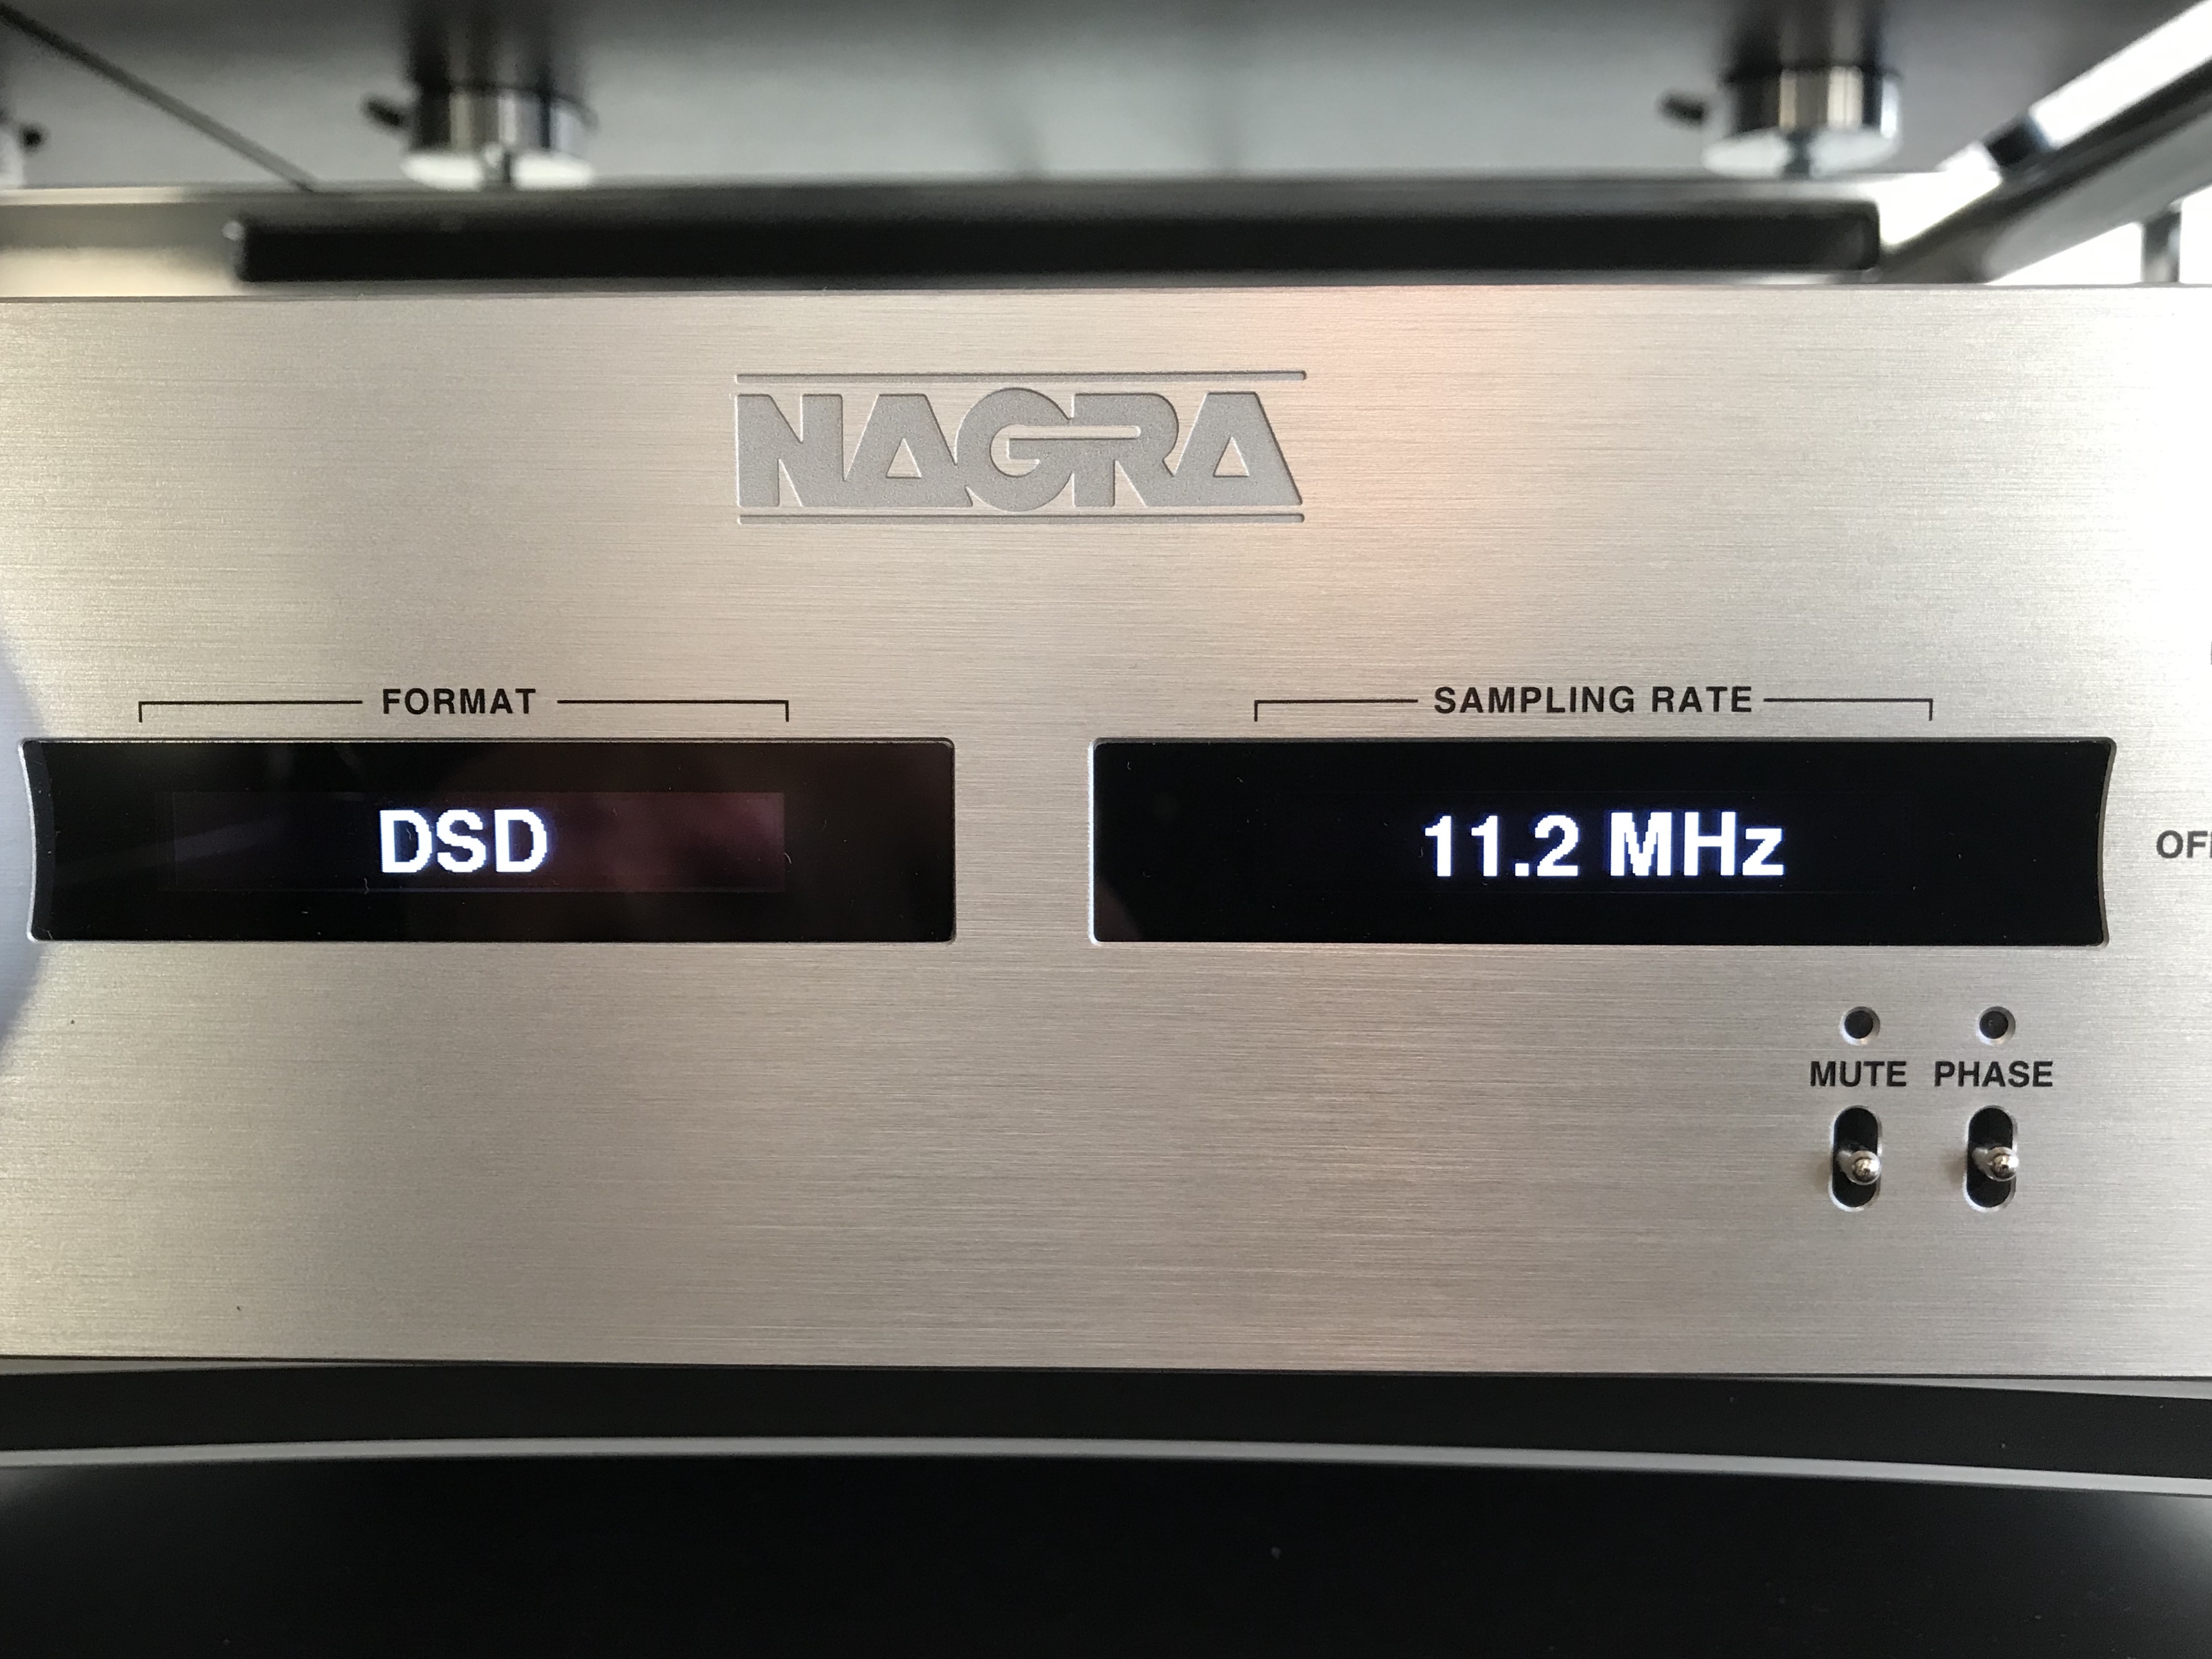 NAGRA
FORMAT
SAMPLING RATE
DSD
11.2 MHz
MUTE PHASE